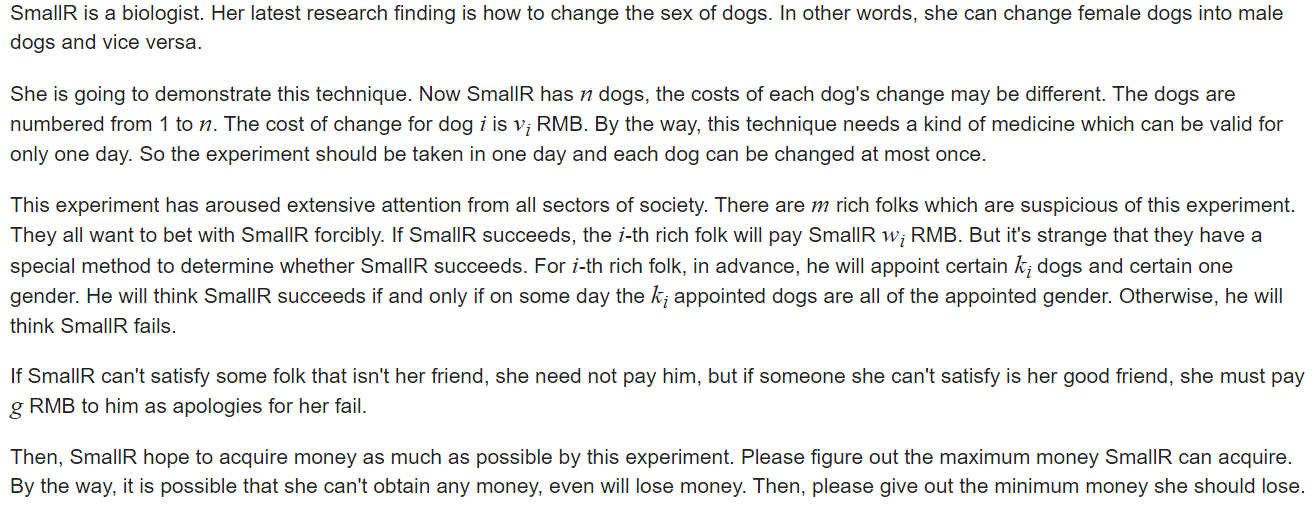 SmallR is a biologist. Her latest research finding is how to change the sex of dogs. In other words, she can change female dogs into male
dogs and vice versa.
She is going to demonstrate this technique. Now SmallR has n dogs, the costs of each dog's change may be different. The dogs are
numbered from 1 to n. The cost of change for dog i is vᵢ RMB. By the way, this technique needs a kind of medicine which can be valid for
only one day. So the experiment should be taken in one day and each dog can be changed at most once.
This experiment has aroused extensive attention from all sectors of society. There are m rich folks which are suspicious of this experiment.
They all want to bet with SmallR forcibly. If SmallR succeeds, the i-th rich folk will pay SmallR wᵢ RMB. But it's strange that they have a
special method to determine whether SmallR succeeds. For i-th rich folk, in advance, he will appoint certain kᵢ dogs and certain one
gender. He will think SmallR succeeds if and only if on some day the kᵢ appointed dogs are all of the appointed gender. Otherwise, he will
think SmallR fails.
If SmallR can't satisfy some folk that isn't her friend, she need not pay him, but if someone she can't satisfy is her good friend, she must pay
g RMB to him as apologies for her fail.
Then, SmallR hope to acquire money as much as possible by this experiment. Please figure out the maximum money SmallR can acquire.
By the way, it is possible that she can't obtain any money, even will lose money. Then, please give out the minimum money she should lose.